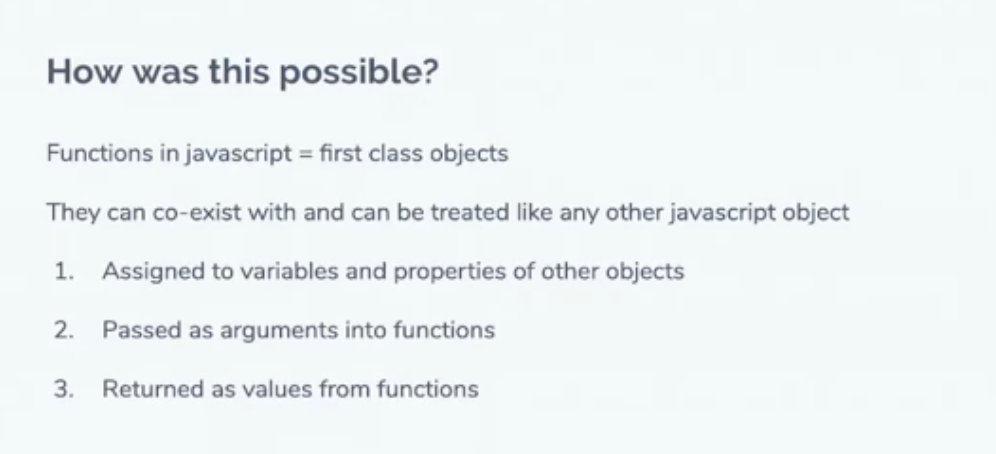 How was this possible?
Functions in javascript = first class objects
They can co-exist with and can be treated like any other javascript object
1. Assigned to variables and properties of other objects
2. Passed as arguments into functions
3. Returned as values from functions